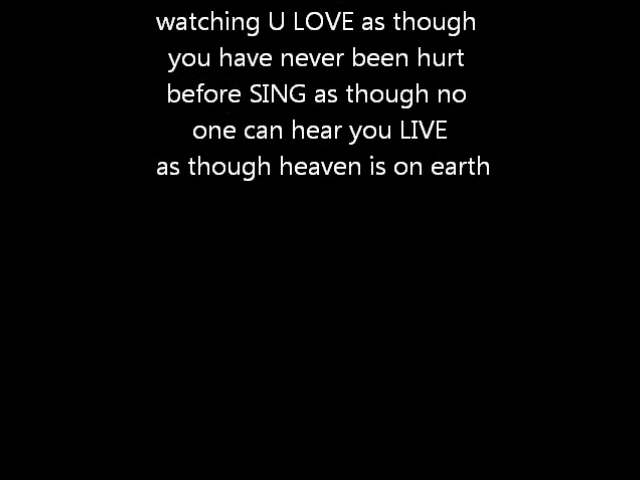 watching U LOVE as though
you have never been hurt
before SING as though no
one can hear you LIVE
as though heaven is on earth